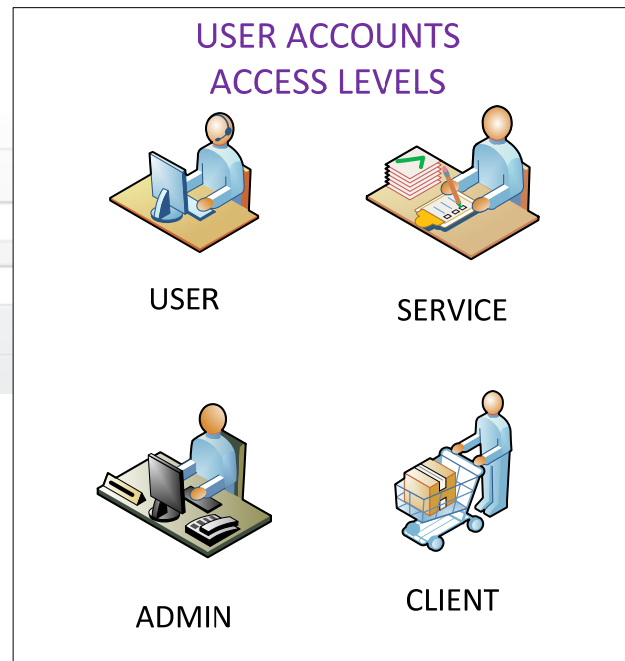 USER ACCOUNTS
ACCESS LEVELS
USER
SERVICE
ADMIN
CLIENT